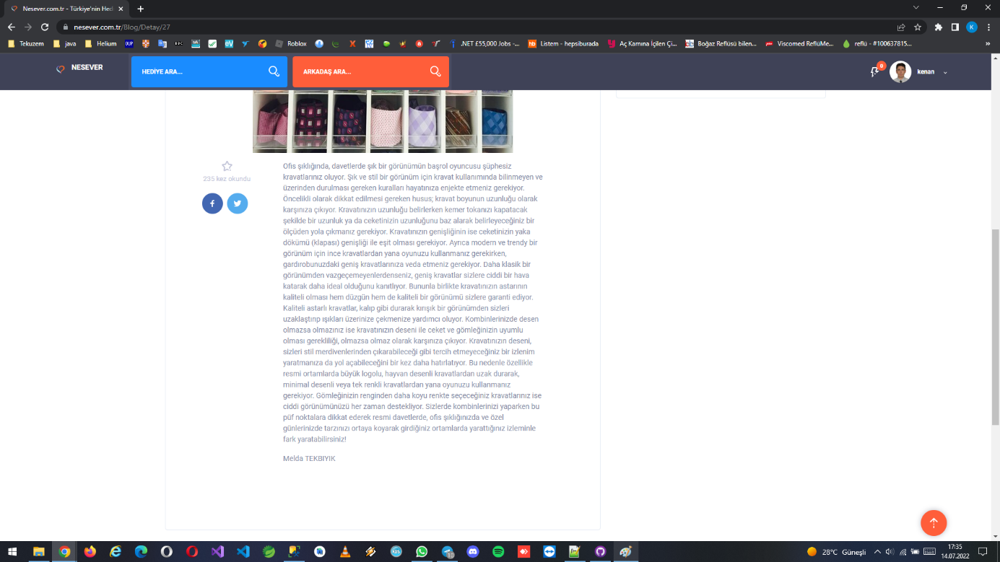 Nesever.com.tr - Türkiye'nin Hed
nesever.com.tr/Blog/Detay/27
K
Tekuzem
java
Helium
Roblox
.NET £55,000 Jobs -...
Listem - hepsiburada
Aç Karnına İçilen Çi...
Boğaz Reflüsü bilen...
Viscomed RefluMe...
reflü - #100637815...
NESEVER
HEDİYE ARA...
ARKADAŞ ARA...
0
kenan
235 kez okundu
Ofis şıklığında, davetlerde şık bir görünümün başrol oyuncusu şüphesiz
kravatlarınız oluyor. Şık ve stil bir görünüm için kravat kullanımında bilinmeyen ve
üzerinden durulması gereken kuralları hayatınıza enjekte etmeniz gerekiyor.
Öncelikli olarak dikkat edilmesi gereken husus; kravat boyunun uzunluğu olarak
karşınıza çıkıyor. Kravatınızın uzunluğu belirlerken kemer tokanızı kapatacak
şekilde bir uzunluk ya da ceketinizin uzunluğunu baz alarak belirleyeceğiniz bir
ölçüden yola çıkmanız gerekiyor. Kravatınızın genişliğinin ise ceketinizin yaka
dökümü (klapası) genişliği ile eşit olması gerekiyor. Ayrıca modern ve trendy bir
görünüm için ince kravatlardan yana oyunuzu kullanmanız gerekirken,
gardırobunuzdaki geniş kravatlarınıza veda etmeniz gerekiyor. Daha klasik bir
görünümden vazgeçemeyenlerdenseniz, geniş kravatlar sizlere ciddi bir hava
katarak daha ideal olduğunu kanıtlıyor. Bununla birlikte kravatınızın astarının
kaliteli olması hem düzgün hem de kaliteli bir görünümü sizlere garanti ediyor.
Kaliteli astarlı kravatlar, kalıp gibi durarak kırışık bir görünümden sizleri
uzaklaştırıp ışıkları üzerinize çekmenize yardımcı oluyor. Kombinlerinizde desen
olmazsa olmazınız ise kravatınızın deseni ile ceket ve gömleğinizin uyumlu
olması gerekliliği, olmazsa olmaz olarak karşınıza çıkıyor. Kravatınızın deseni,
sizleri stil merdivenlerinden çıkarabileceği gibi tercih etmeyeceğiniz bir izlenim
yaratmanıza da yol açabileceğini bir kez daha hatırlatıyor. Bu nedenle özellikle
resmi ortamlarda büyük logolu, hayvan desenli kravatlardan uzak durarak,
minimal desenli veya tek renkli kravatlardan yana oyunuzu kullanmanız
gerekiyor. Gömleğinizin renginden daha koyu renkte seçeceğiniz kravatlarınız ise
ciddi görünümünüzü her zaman destekliyor. Sizlerde kombinlerinizi yaparken bu
püf noktalara dikkat ederek resmi davetlerde, ofis şıklığınızda ve özel
günlerinizde tarzınızı ortaya koyarak girdiğiniz ortamlarda yarattığınız izleminle
fark yaratabilirsiniz!
Melda TEKBIYIK
28°C Güneşli
17:35
14.07.2022